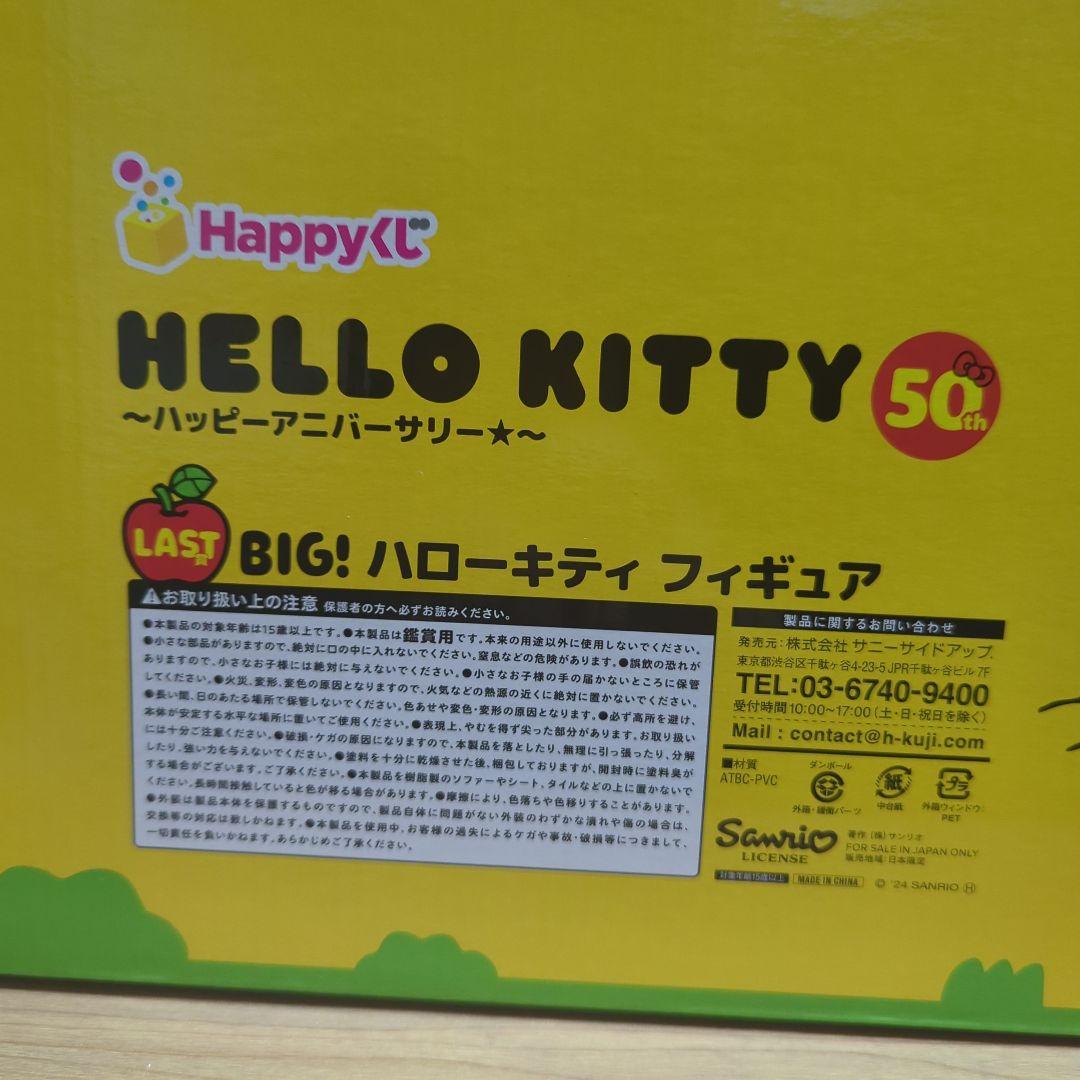 Happyくじ
HELLO KITTY 50th
～ハッピーアニバーサリー★～
LAST賞 BIG! ハローキティ フィギュア
⚠お取り扱い上の注意 保護者の方へ必ずお読みください。
●本製品の対象年齢は15歳以上です。●本製品は鑑賞用です。本来の用途以外に使用しないでください。
●小さな部品がありますので、絶対に口の中に入れないでください。窒息などの危険があります。●誤飲の恐れが
ありますので、小さなお子様には絶対に与えないでください。●小さなお子様の手の届かないところに保管
してください。●火災、変形、変色の原因となりますので、火気などの熱源の近くに絶対に置かないでください。
●長い間、日のあたる場所で保管しないでください。色あせや変色・変形の原因となります。●必ず高所を避け、
本体が安定する水平な場所に置いてご使用ください。●表現上、やむを得ず尖った部分があります。お取り扱い
には十分ご注意ください。●破損・ケガの原因になりますので、本製品を落としたり、無理に引っ張ったり、分解
したり、強い力を与えないでください。●塗料を十分に乾燥させた後、梱包しておりますが、開封時に塗料臭が
する場合がございます。ご了承ください。●本製品を樹脂製のソファーやシート、タイルなどの上に置かないで
ください。長時間接触していると色が移る場合があります。●摩擦により、色落ちや色移りすることがあります。
●外装は製品本体を保護するものですので、製品自体に問題がない外装のわずかな潰れや傷の場合は、
交換等の対応は致しかねます。●本製品を使用中、お客様の過失によるケガや事故・破損等につきまして、
一切責任を負いかねます。あらかじめご了承ください。
製品に関するお問い合わせ
発売元:株式会社 サニーサイドアップ
東京都渋谷区千駄ヶ谷4-23-5 JPR千駄ヶ谷ビル 7F
TEL:03-6740-9400
受付時間 10:00～17:00 (土・日・祝日を除く)
Mail : contact@h-kuji.com
■材質
ATBC-PVC
ダンボール
外箱・緩衝パーツ
紙
中台紙
プラ
外箱ウィンドウ:
PET
Sanrio
LICENSE
著作 (株) サンリオ
FOR SALE IN JAPAN ONLY
販売地域:日本限定
対象年齢15歳以上 MADE IN CHINA © '24 SANRIO Ⓗ